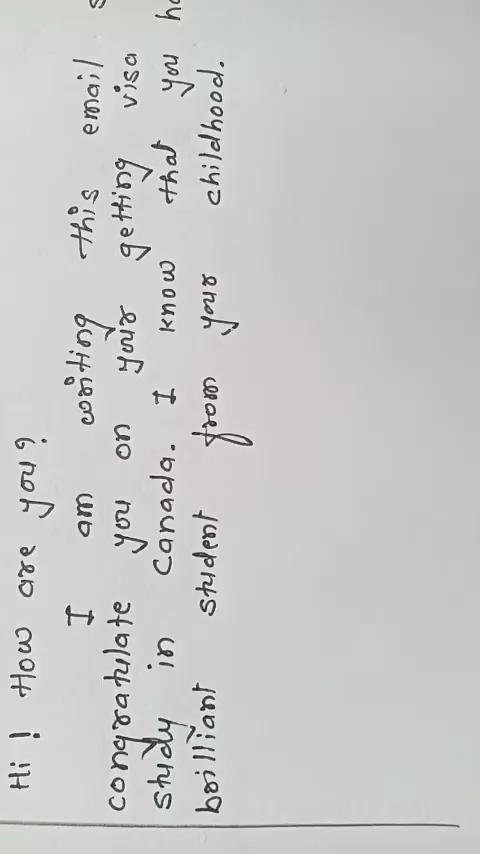 Hi! How are you?
I am writing this email
congratulate you on your getting visa
study in Canada. I know that you
brilliant student from your childhood.